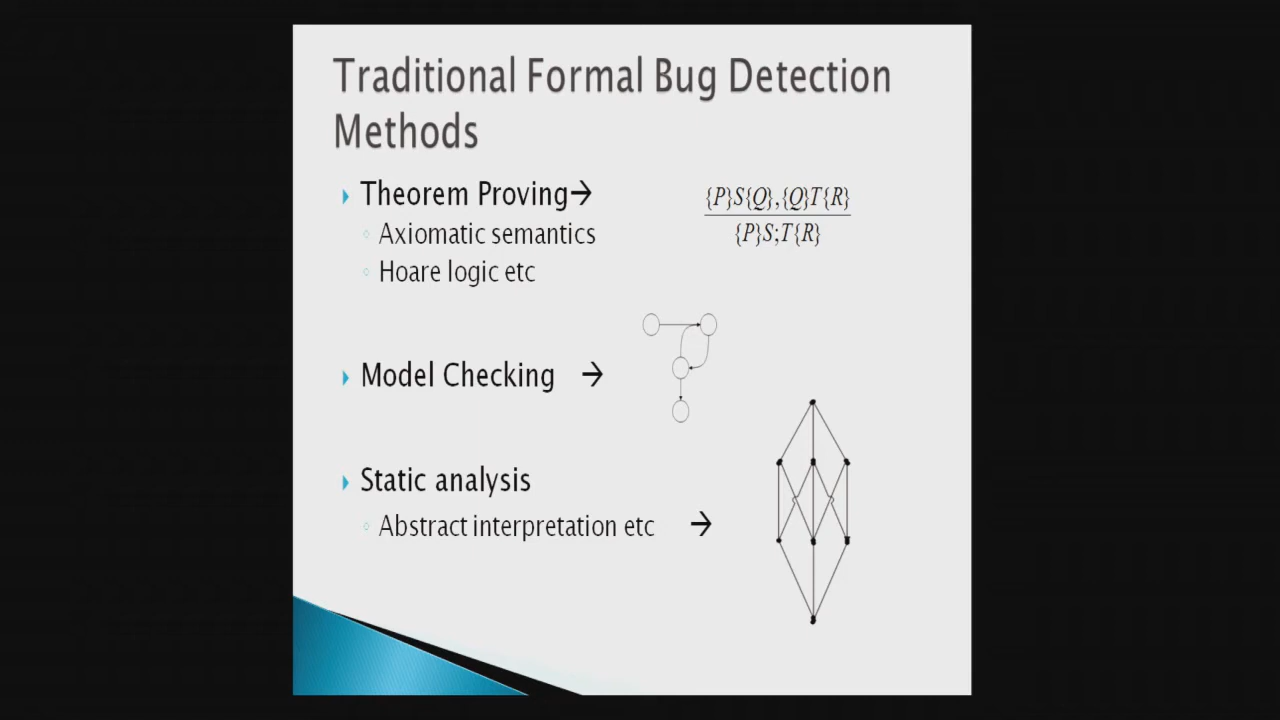 Traditional Formal Bug Detection
Methods
Theorem Proving→
{P}S{Q},{Q}T{R}
{P}S;T{R}
Axiomatic semantics
Hoare logic etc
Model Checking →
Static analysis
Abstract interpretation etc →